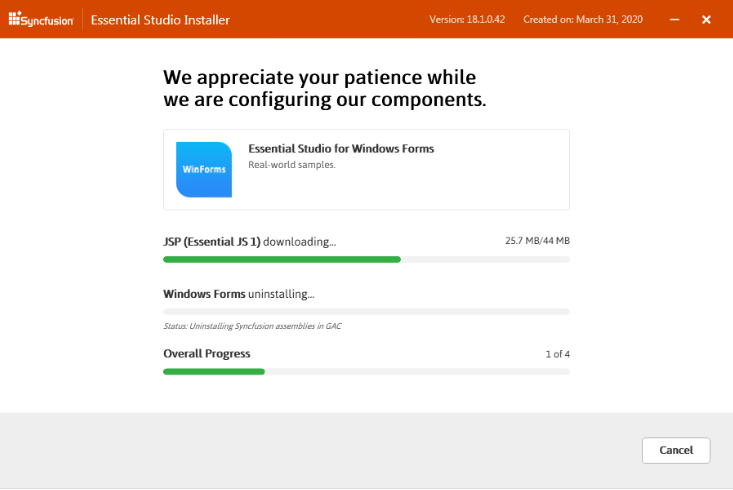 Syncfusion
Essential Studio Installer
Version: 18.1.0.42 Created on: March 31, 2020
We appreciate your patience while
we are configuring our components.
WinForms
Essential Studio for Windows Forms
Real-world samples.
JSP (Essential JS 1) downloading...
25.7 MB/44 MB
Windows Forms uninstalling...
Status: Uninstalling Syncfusion assemblies in GAC
Overall Progress
1 of 4
Cancel